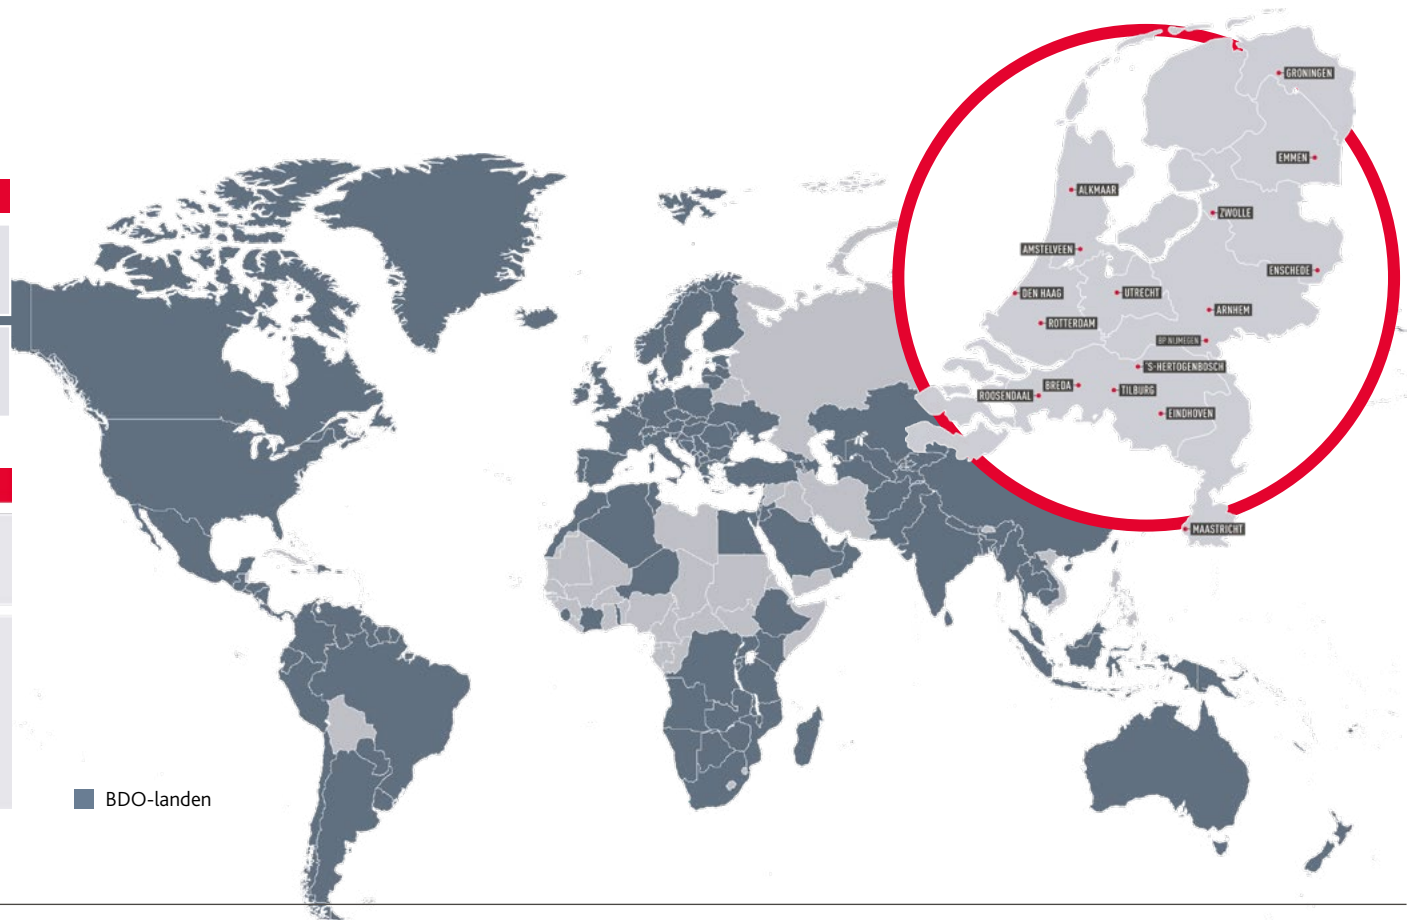 GRONINGEN
EMMEN
ALKMAAR
ZWOLLE
AMSTELVEEN
ENSCHEDE
DEN HAAG
UTRECHT
ARNHEM
ROTTERDAM
BP NIJMEGEN
'S-HERTOGENBOSCH
BREDA
TILBURG
ROOSENDAAL
EINDHOVEN
MAASTRICHT
BDO-landen